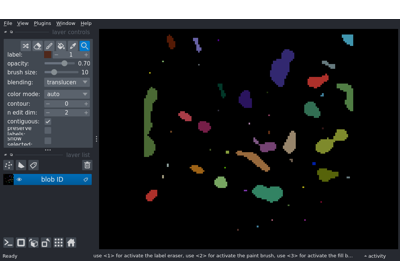 File View Plugins Window Help
layer controls
label: 1
opacity: 0.70
brush size: 10
blending: translucen
color mode: auto
contour: 0
n edit dim: 2
contiguous:
preserve labels:
show selected:
layer list
blob ID
Ready use <1> for activate the label eraser, use <2> for activate the paint brush, use <3> for activate the fill b... activity